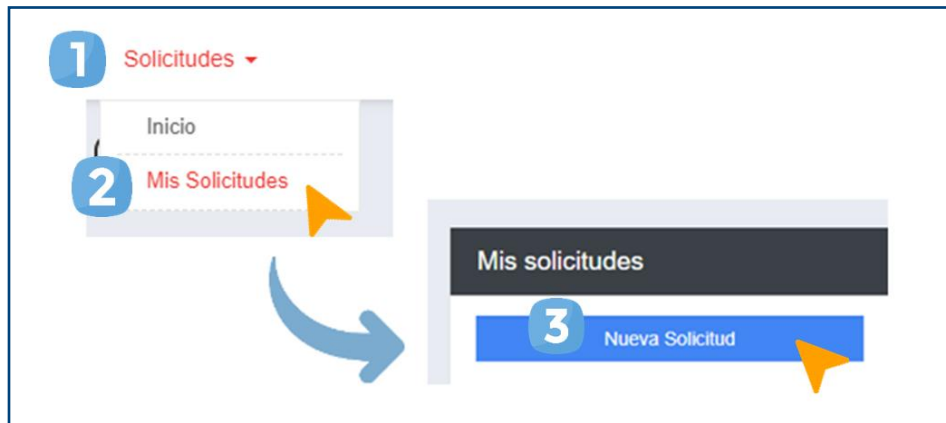 1 Solicitudes
Inicio
2 Mis Solicitudes
Mis solicitudes
3 Nueva Solicitud